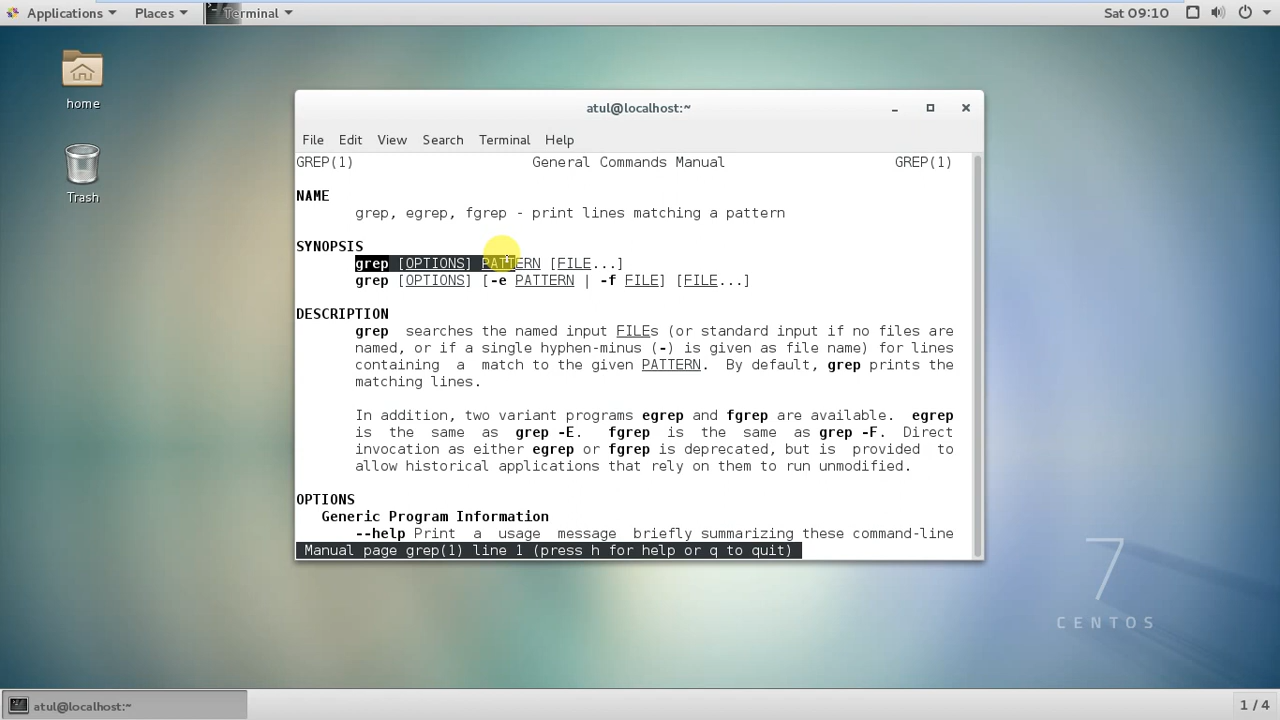 Applications Places Terminal Sat 09:10
home
Trash
atul@localhost:~
File Edit View Search Terminal Help
GREP(1) General Commands Manual GREP(1)
NAME
grep, egrep, fgrep - print lines matching a pattern
SYNOPSIS
grep [OPTIONS] PATTERN [FILE...]
grep [OPTIONS] [-e PATTERN | -f FILE] [FILE...]
DESCRIPTION
grep searches the named input FILEs (or standard input if no files are
named, or if a single hyphen-minus (-) is given as file name) for lines
containing a match to the given PATTERN. By default, grep prints the
matching lines.
In addition, two variant programs egrep and fgrep are available. egrep
is the same as grep -E. fgrep is the same as grep -F. Direct
invocation as either egrep or fgrep is deprecated, but is provided to
allow historical applications that rely on them to run unmodified.
OPTIONS
Generic Program Information
--help Print a usage message briefly summarizing these command-line
Manual page grep(1) line 1 (press h for help or q to quit)
7
CENTOS
atul@localhost:~ 1 / 4